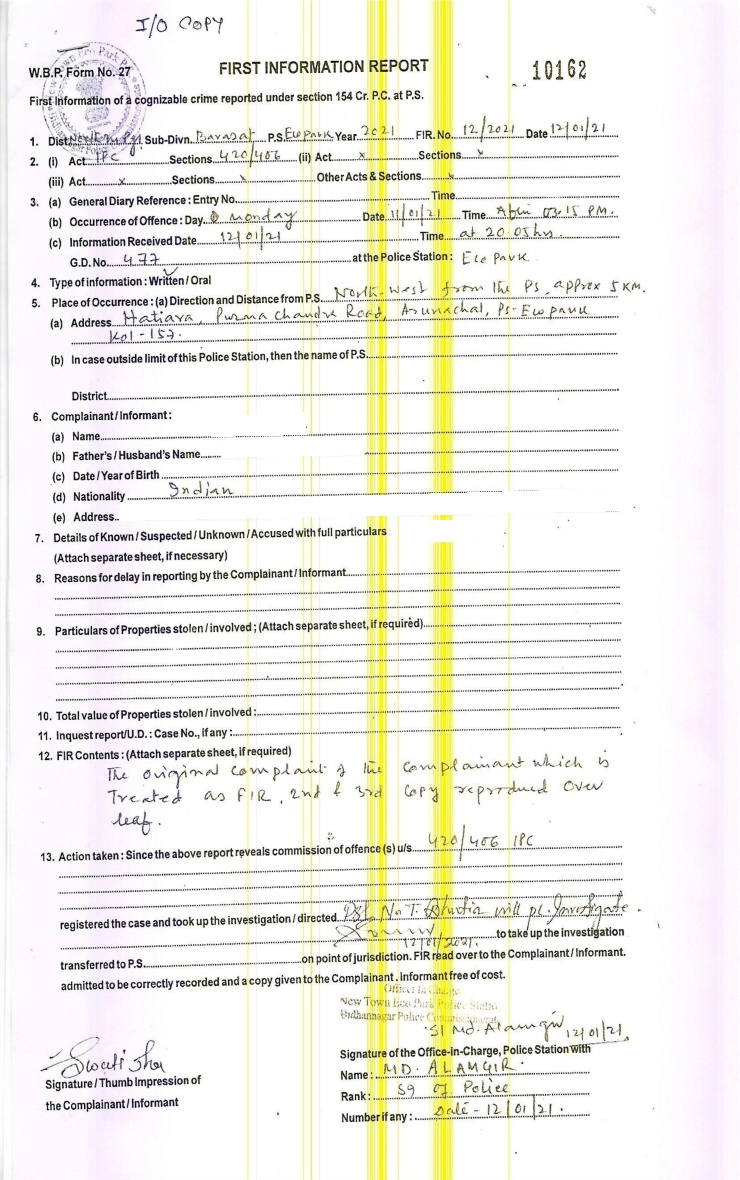 I/O COPY
W.B.P. Form No. 27
FIRST INFORMATION REPORT
10162
First Information of a cognizable crime reported under section 154 Cr. P.C. at P.S.
1. Dist. Sub-Divn. Barasat P.S. Ecopark Year 2021 FIR. No. 12/2021 Date 12/01/21
2. (i) Act IPC Sections 420/406 (ii) Act x Sections x
(iii) Act x Sections x Other Acts & Sections x
3. (a) General Diary Reference : Entry No. Time
(b) Occurrence of Offence : Day Monday Date 11/01/21 Time 03:15 PM.
(c) Information Received Date 12/01/21 Time at 20.05 hrs.
G.D. No. 477 at the Police Station : Eco Park
4. Type of information : Written / Oral
5. Place of Occurrence : (a) Direction and Distance from P.S. North-West from the PS, approx 5 KM.
(a) Address Hatiara, Purna Chandra Road, Arunachal, PS- Ecopark
Kol-157.
(b) In case outside limit of this Police Station, then the name of P.S.
District
6. Complainant / Informant :
(a) Name
(b) Father's / Husband's Name
(c) Date / Year of Birth
(d) Nationality Indian
(e) Address
7. Details of Known / Suspected / Unknown / Accused with full particulars
(Attach separate sheet, if necessary)
8. Reasons for delay in reporting by the Complainant / Informant
9. Particulars of Properties stolen / involved ; (Attach separate sheet, if required)
10. Total value of Properties stolen / involved :
11. Inquest report / U.D. : Case No., if any :
12. FIR Contents : (Attach separate sheet, if required)
The original complaint of the complainant which is
Treated as FIR, 2nd & 3rd copy reproduced over
leaf.
13. Action taken : Since the above report reveals commission of offence (s) u/s. 420/406 IPC
registered the case and took up the investigation / directed N. T. Bhutia will pl. Investigate.
12/01/2021. to take up the investigation
transferred to P.S. on point of jurisdiction. FIR read over to the Complainant / Informant.
admitted to be correctly recorded and a copy given to the Complainant . Informant free of cost.
Officer In Charge
New Town Eco Park Police Statio
Bidhannagar Police Commissionerate
SI Md. Alamgir 12/01/21
Signature of the Office-in-Charge, Police Station with
Name : MD. ALAMGIR.
Rank : SI of Police
Number if any : Date - 12/01/21.
Signature / Thumb Impression of
the Complainant / Informant